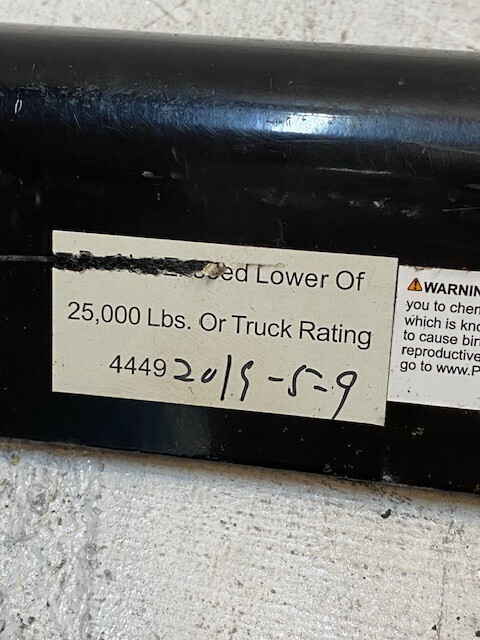 Exceed Lower Of
25,000 Lbs. Or Truck Rating
4449 2019-5-9
⚠WARNIN
you to chem
which is kno
to cause bir
reproductive
go to www.P